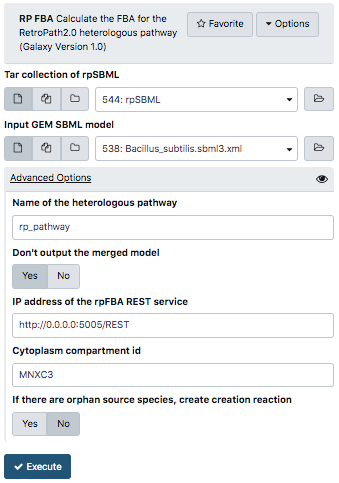 RP FBA Calculate the FBA for the
RetroPath2.0 heterologous pathway
(Galaxy Version 1.0)
Favorite
Options
Tar collection of rpSBML
544: rpSBML
Input GEM SBML model
538: Bacillus_subtilis.sbml3.xml
Advanced Options
Name of the heterologous pathway
rp_pathway
Don't output the merged model
Yes No
IP address of the rpFBA REST service
http://0.0.0.0:5005/REST
Cytoplasm compartment id
MNXC3
If there are orphan source species, create creation reaction
Yes No
Execute